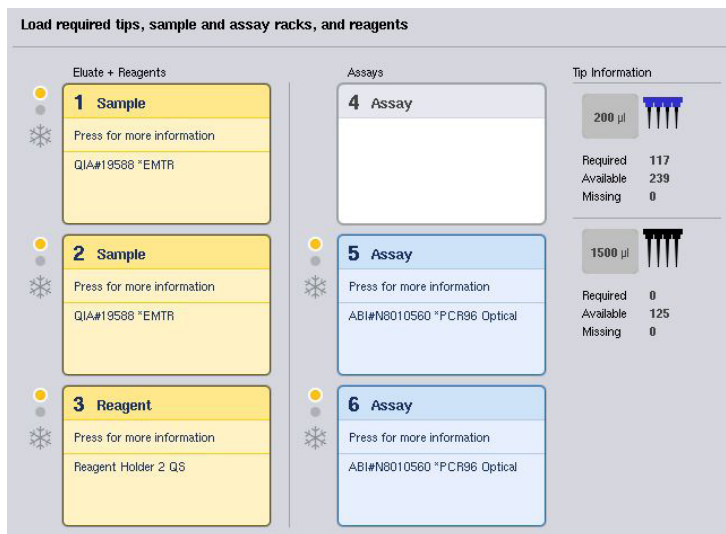 Load required tips, sample and assay racks, and reagents
Eluate + Reagents
1 Sample
Press for more information
QIA#19588 *EMTR
2 Sample
Press for more information
QIA#19588 *EMTR
3 Reagent
Press for more information
Reagent Holder 2 QS
Assays
4 Assay
5 Assay
Press for more information
ABI#N8010560 *PCR96 Optical
6 Assay
Press for more information
ABI#N8010560 *PCR96 Optical
Tip Information
200 µl
Required 117
Available 239
Missing 0
1500 µl
Required 0
Available 125
Missing 0